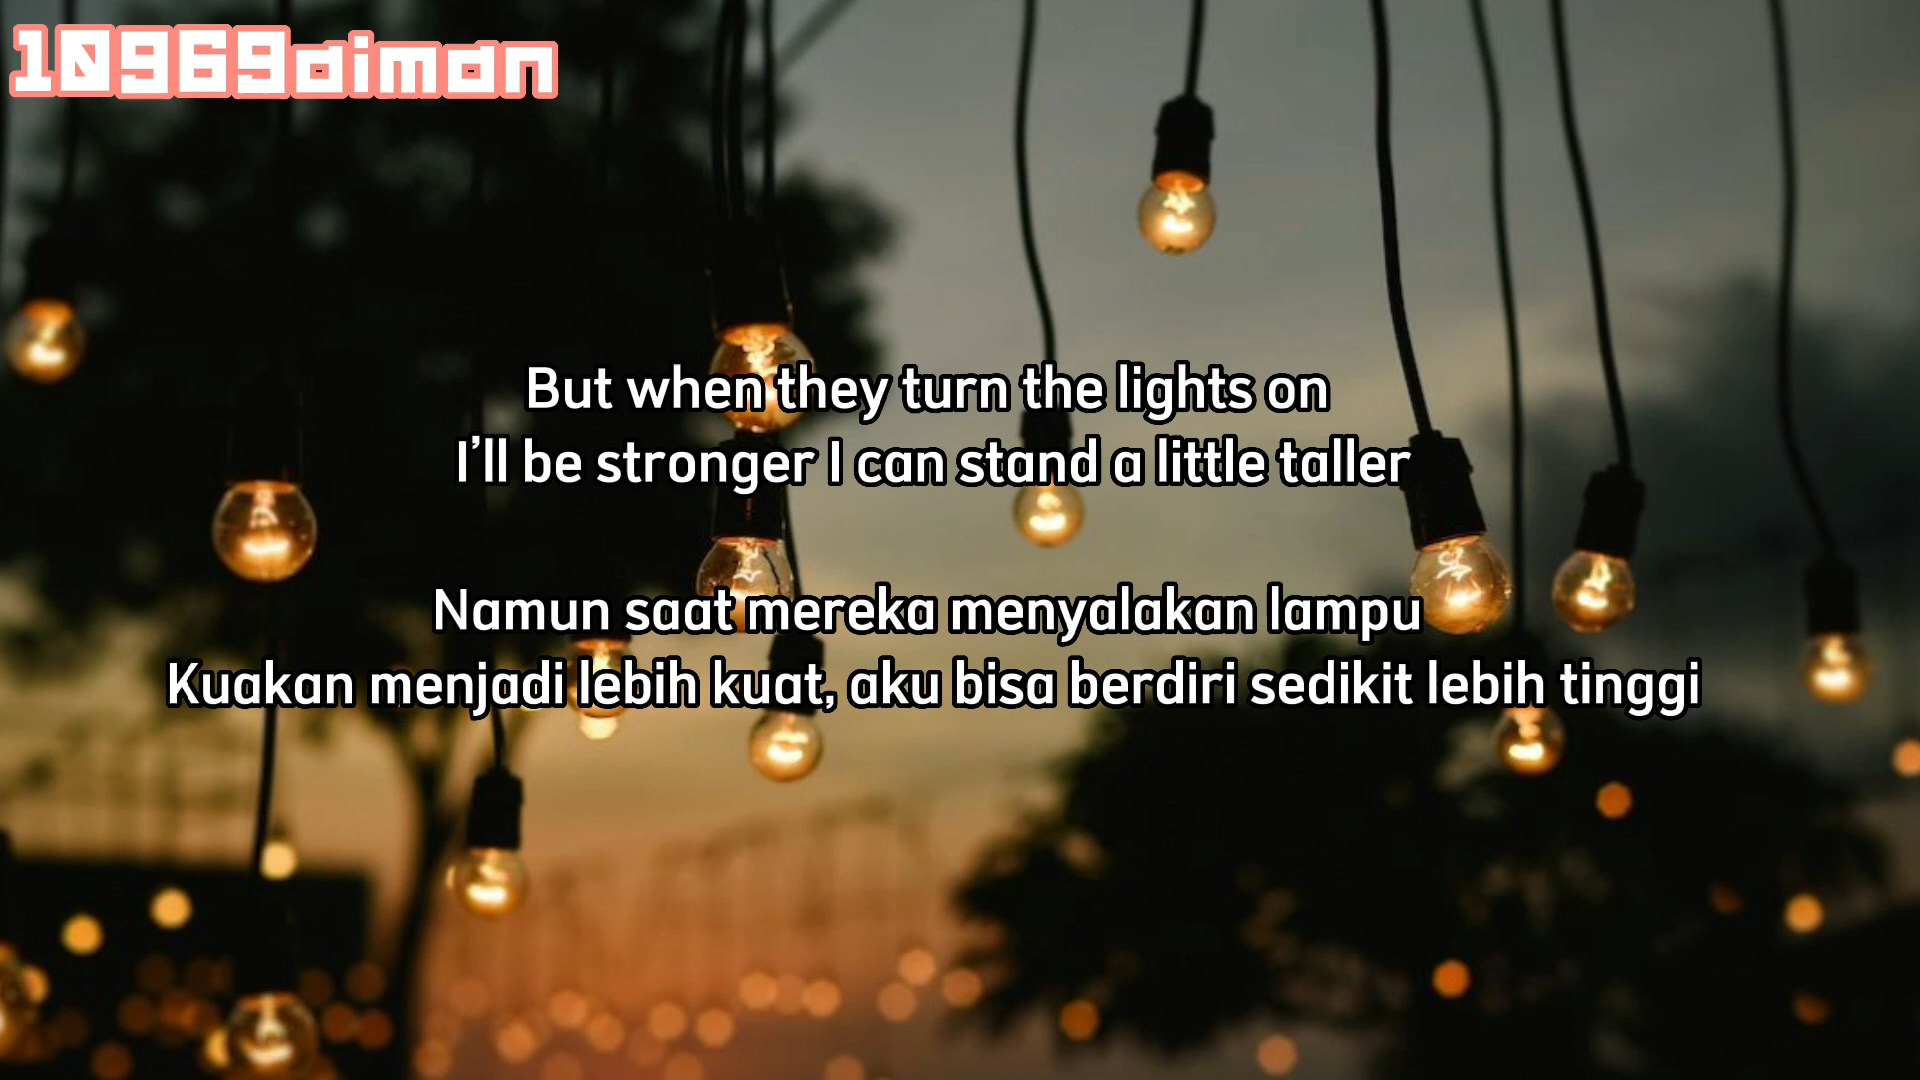 10969aiman
But when they turn the lights on
I'll be stronger I can stand a little taller
Namun saat mereka menyalakan lampu
Kuakan menjadi lebih kuat, aku bisa berdiri sedikit lebih tinggi